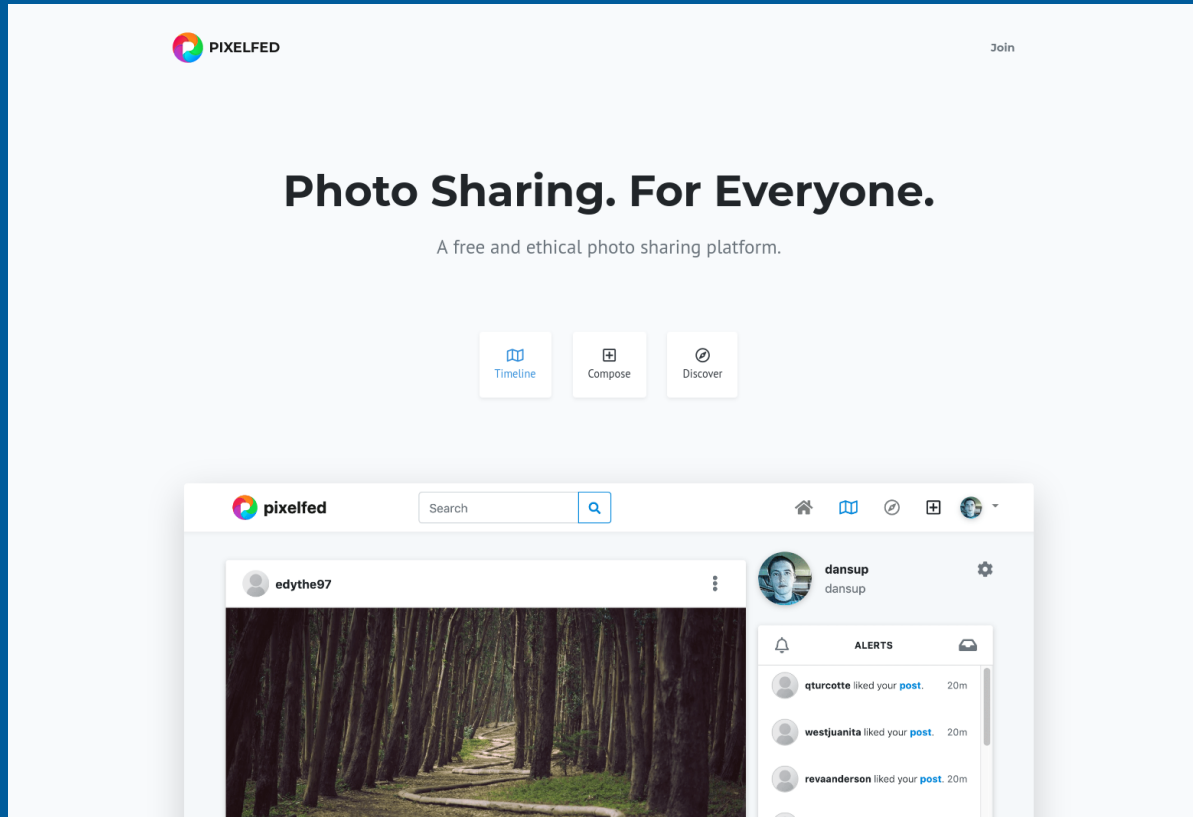 PIXELFED
Join
Photo Sharing. For Everyone.
A free and ethical photo sharing platform.
Timeline
Compose
Discover
pixelfed
Search
edythe97
dansup
dansup
ALERTS
qturcotte liked your post. 20m
westjuanita liked your post. 20m
revaanderson liked your post. 20m